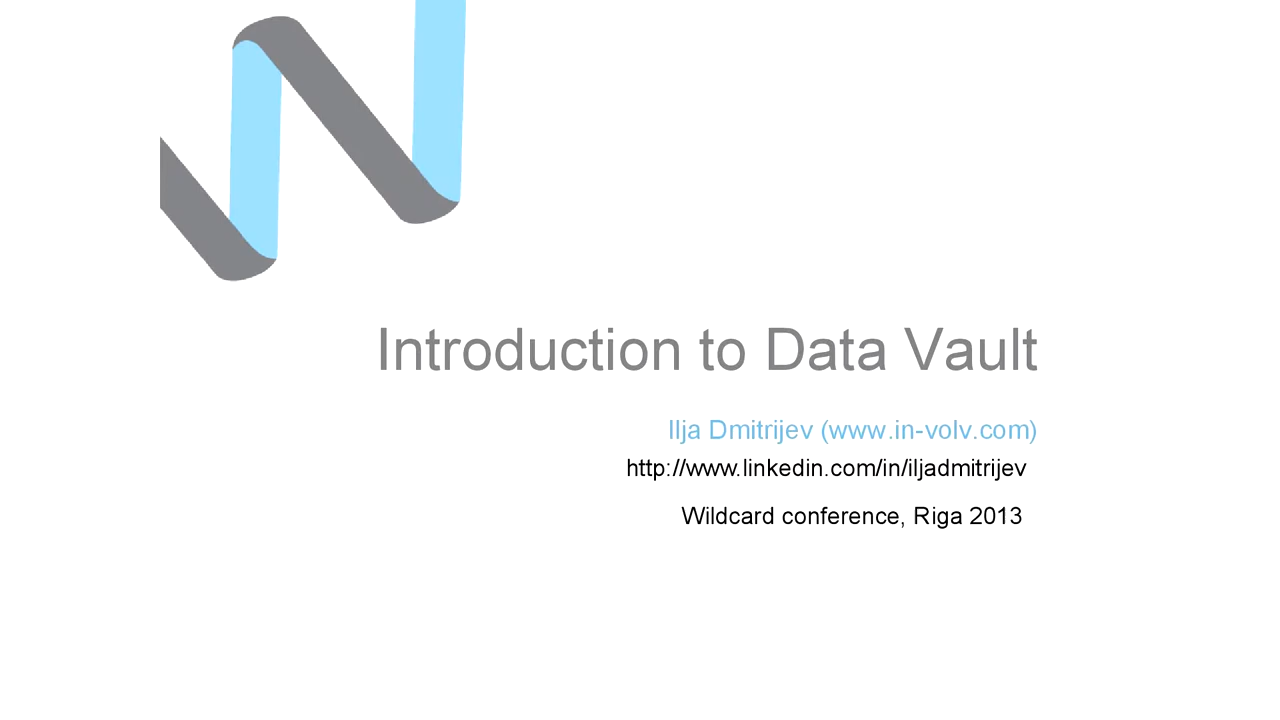 Introduction to Data Vault
Ilja Dmitrijev (www.in-volv.com)
http://www.linkedin.com/in/iljadmitrijev
Wildcard conference, Riga 2013